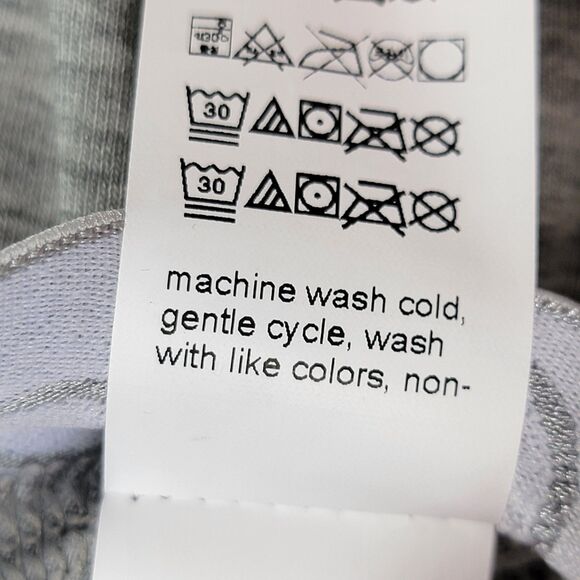 30
30
machine wash cold,
gentle cycle, wash
with like colors, non-